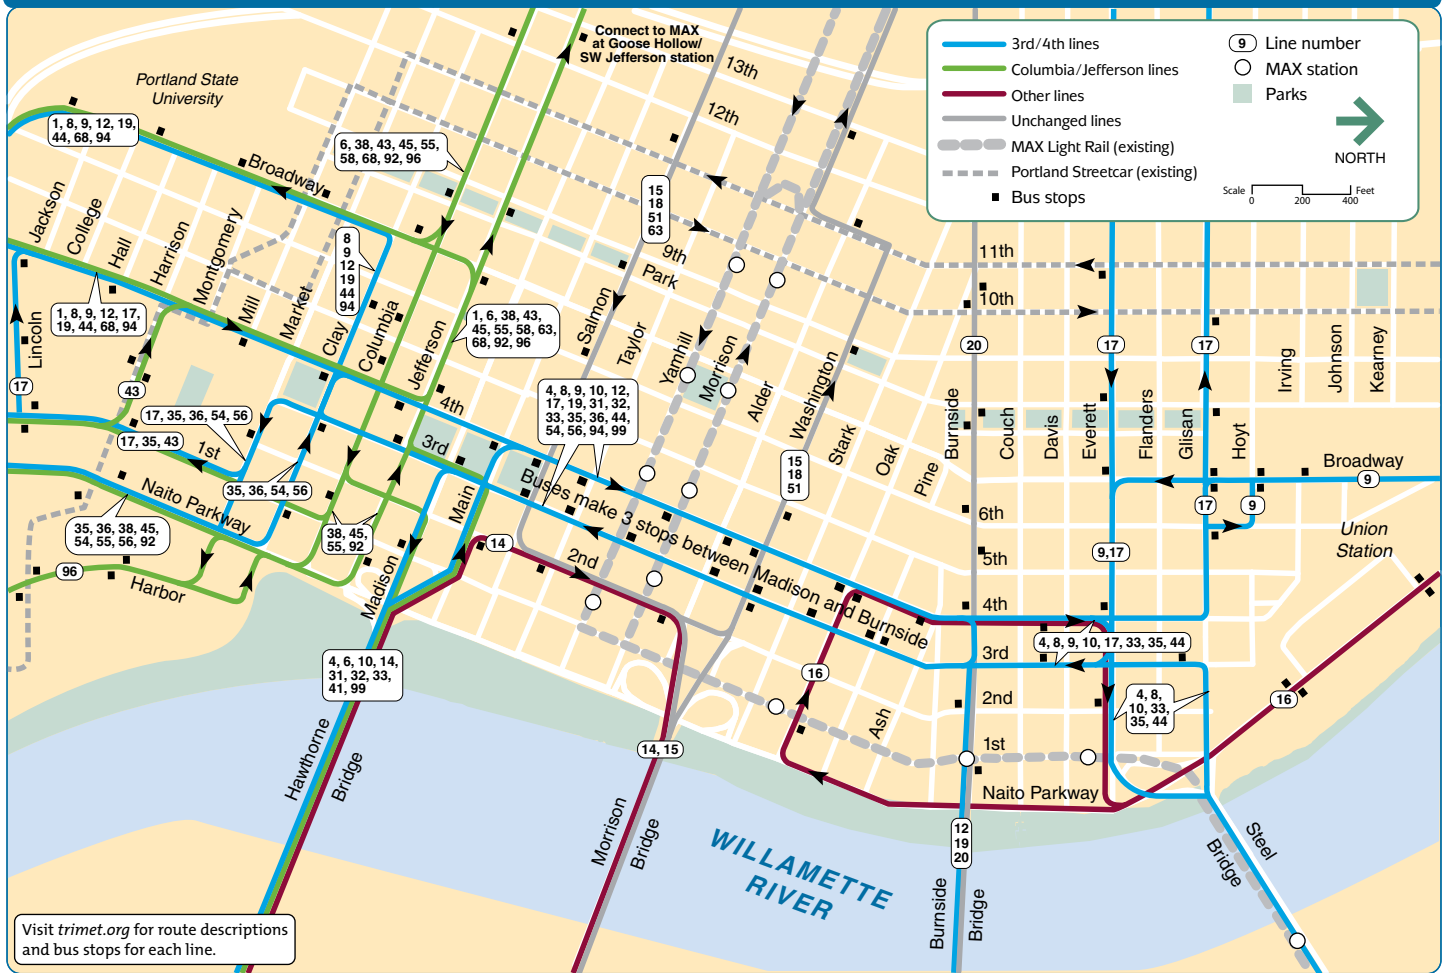 Connect to MAX
at Goose Hollow/
SW Jefferson station
3rd/4th lines
Columbia/Jefferson lines
Other lines
Unchanged lines
MAX Light Rail (existing)
Portland Streetcar (existing)
Bus stops
9
Line number
MAX station
Parks
NORTH
Scale
Feet
0
200
400
Portland State
University
13th
12th
1, 8, 9, 12, 19,
44, 68, 94
6, 38, 43, 45, 55,
58, 68, 92, 96
Broadway
15
18
51
63
Jackson
College
Hall
Harrison
Montgomery
Mill
Market
Clay
Columbia
Jefferson
8
9
12
19
44
94
9th
Park
11th
10th
1, 8, 9, 12, 17,
19, 44, 68, 94
1, 6, 38, 43,
45, 55, 58, 63,
68, 92, 96
Salmon
Taylor
Yamhill
Morrison
Alder
Washington
Stark
Oak
Pine
Burnside
Couch
Davis
Everett
Flanders
Glisan
Hoyt
Irving
Johnson
Kearney
20
17
17
Lincoln
17
43
4, 8, 9, 10, 12,
17, 19, 31, 32,
33, 35, 36, 44,
54, 56, 94, 99
4th
3rd
17, 35, 36, 54, 56
17, 35, 43
1st
15
18
51
Broadway
9
35, 36, 54, 56
Naito Parkway
Main
Buses make 3 stops between Madison and Burnside
17
9
6th
5th
Union
Station
35, 36, 38, 45,
54, 55, 56, 92
38, 45,
55, 92
14
2nd
9,17
96
Harbor
Madison
4th
4, 8, 9, 10, 17, 33, 35, 44
3rd
4, 6, 10, 14,
31, 32, 33,
41, 99
16
2nd
4, 8,
10, 33,
35, 44
16
Ash
1st
14, 15
Hawthorne
Bridge
Naito Parkway
Morrison
Bridge
12
19
20
WILLAMETTE
RIVER
Steel
Bridge
Burnside
Bridge
Visit trimet.org for route descriptions
and bus stops for each line.